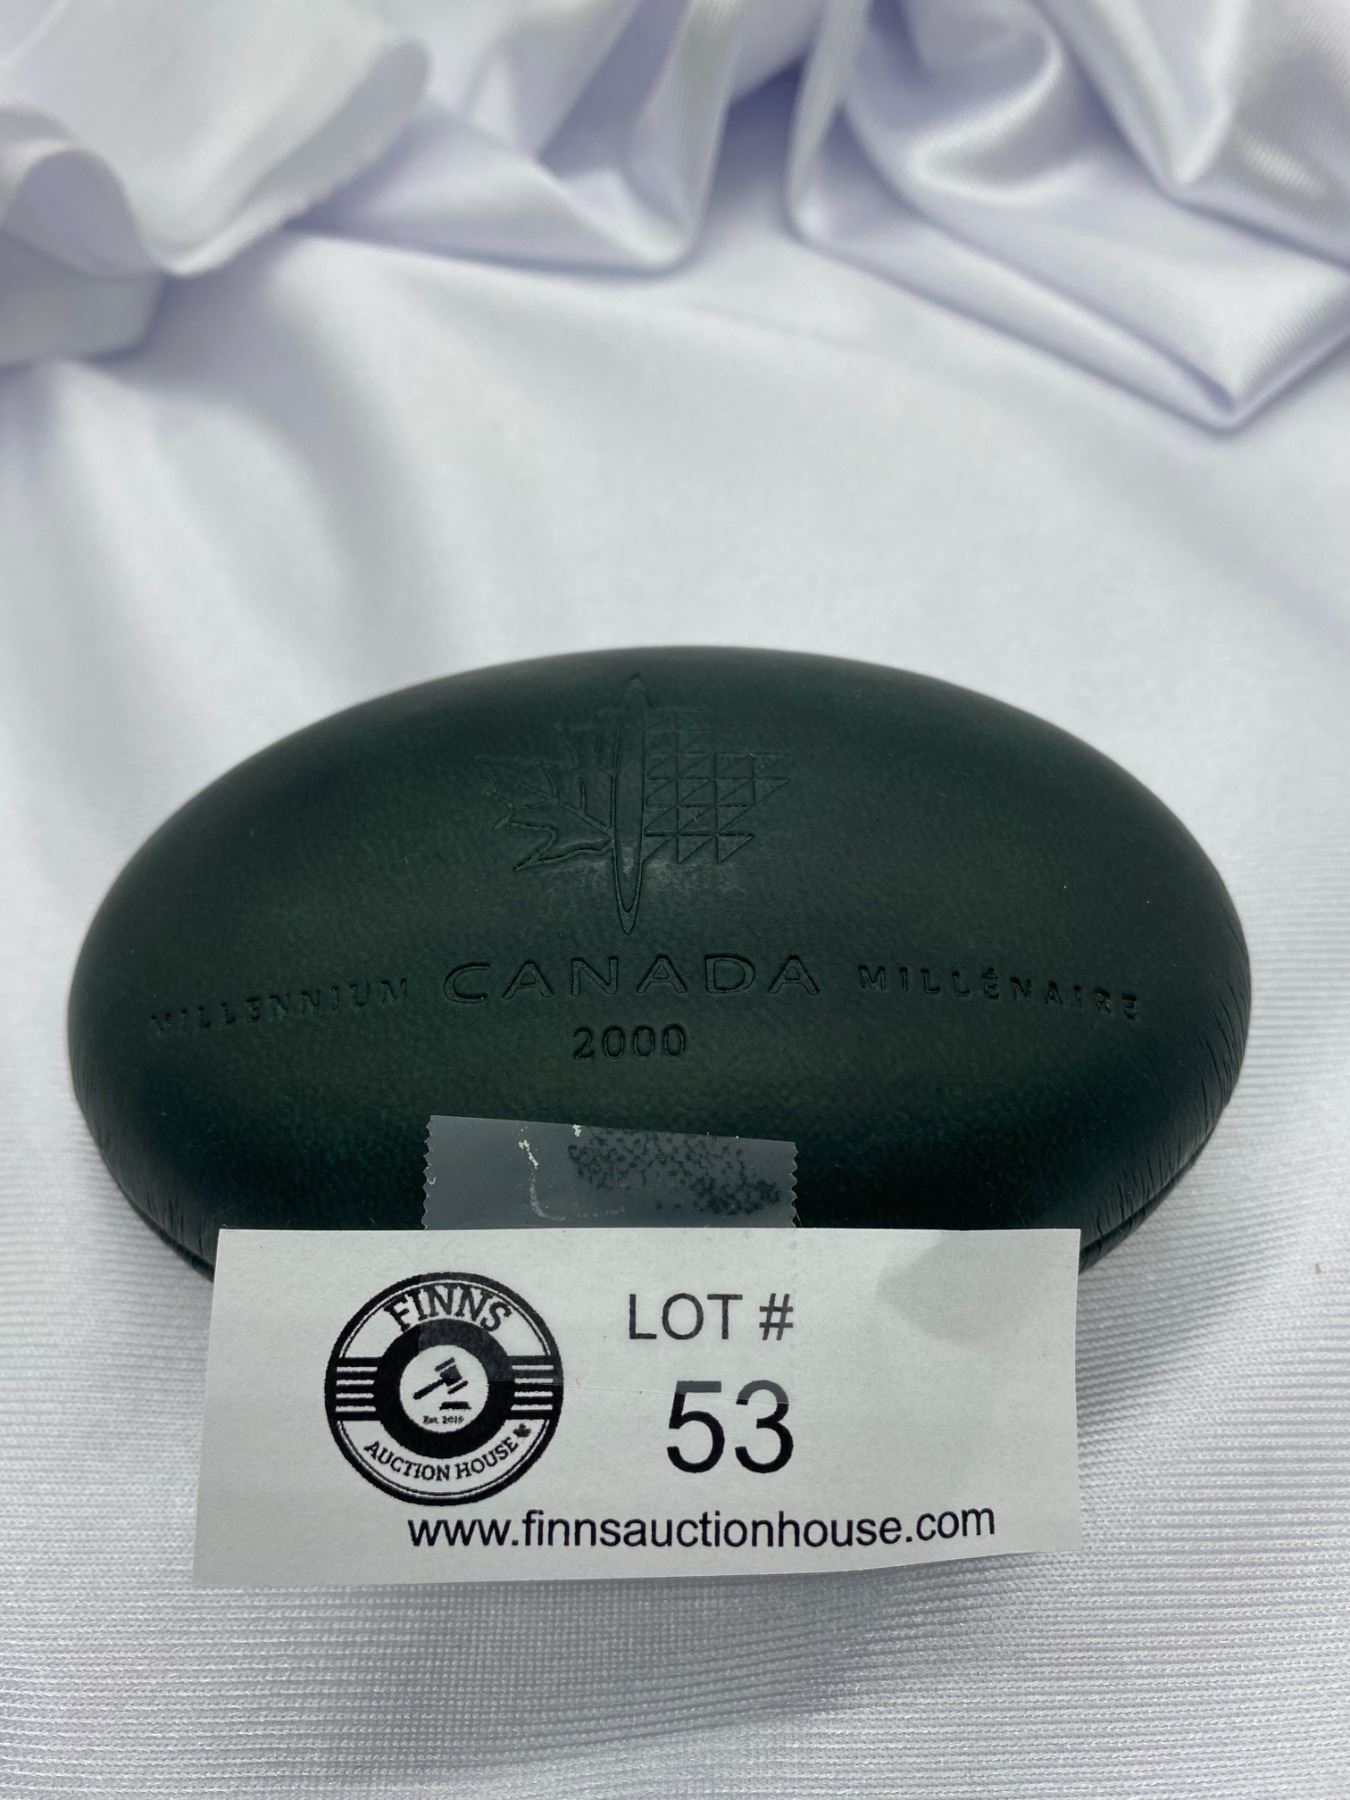 MILLENNIUM CANADA MILLÉNAIRE
2000
FINNS
Est. 2016
AUCTION HOUSE
LOT #
53
www.finnsauctionhouse.com